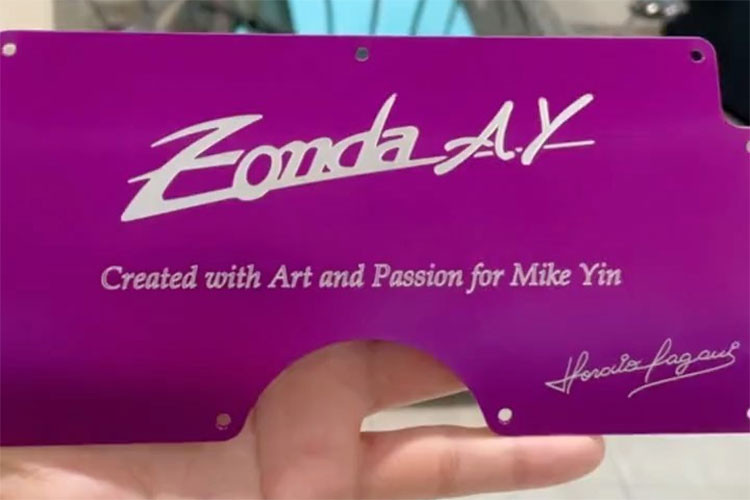 Zonda A.Y
Created with Art and Passion for Mike Yin
Horacio Pagani